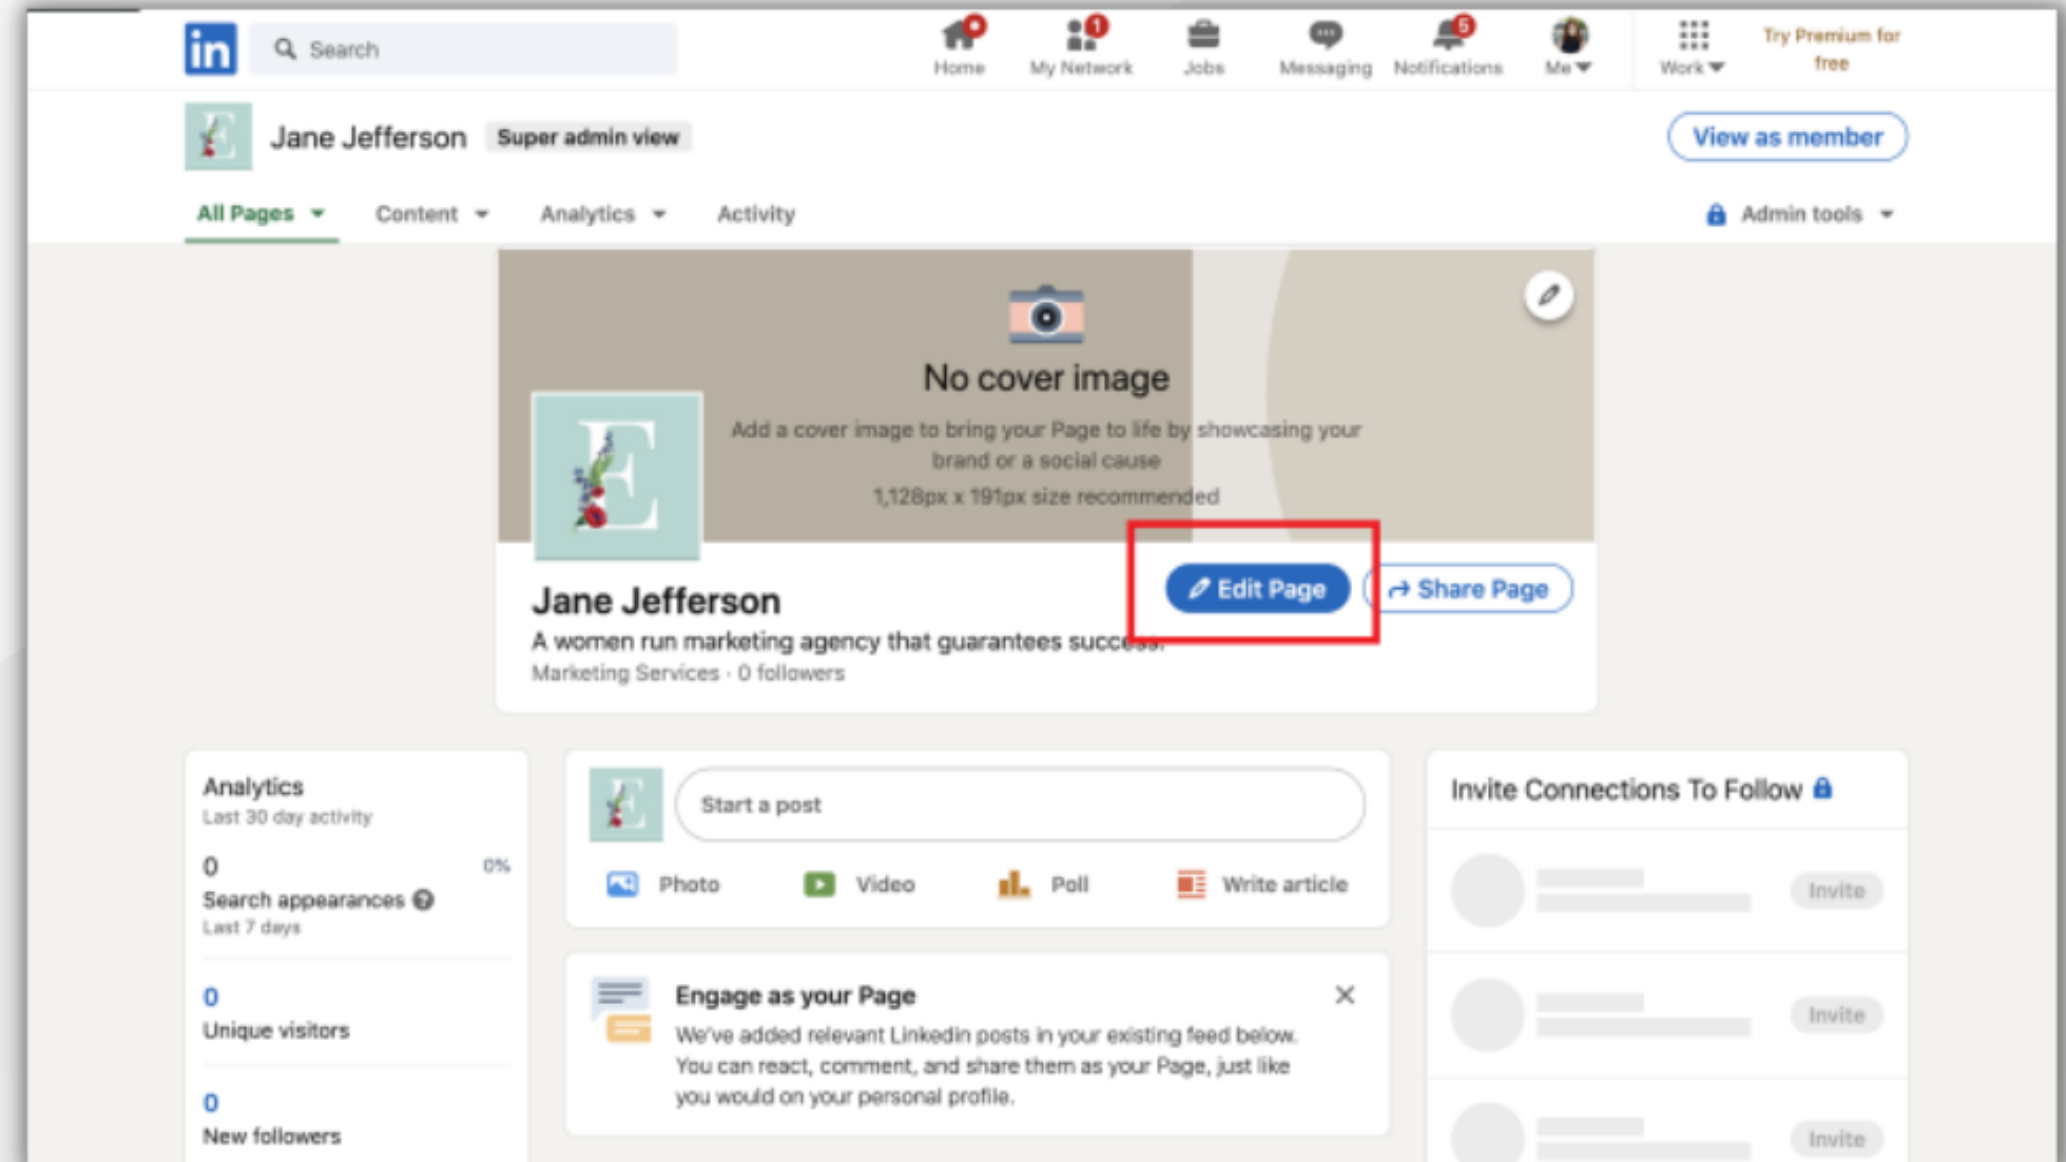 in
Search
Home
1
My Network
Jobs
Messaging
5
Notifications
Me
Work
Try Premium for
free
E
Jane Jefferson
Super admin view
View as member
All Pages
Content
Analytics
Activity
Admin tools
No cover image
Add a cover image to bring your Page to life by showcasing your
brand or a social cause
1,128px x 191px size recommended
E
Edit Page
Share Page
Jane Jefferson
A women run marketing agency that guarantees success.
Marketing Services · 0 followers
Analytics
Last 30 day activity
0
0%
Search appearances
Last 7 days
0
Unique visitors
0
New followers
E
Start a post
Photo
Video
Poll
Write article
Engage as your Page
We've added relevant Linkedin posts in your existing feed below.
You can react, comment, and share them as your Page, just like
you would on your personal profile.
Invite Connections To Follow
Invite
Invite
Invite